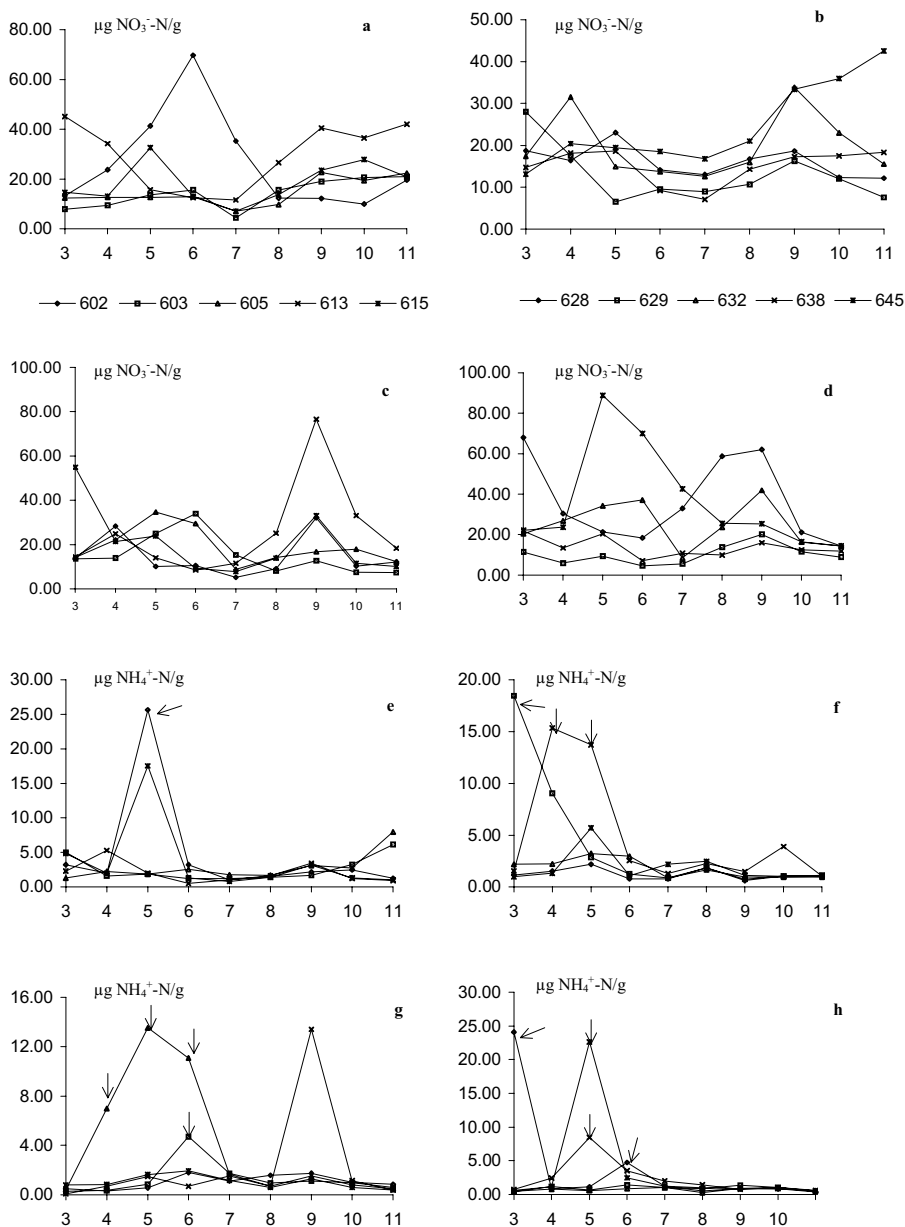 µg NO₃⁻-N/g
a
80.00
60.00
40.00
20.00
0.00
3 4 5 6 7 8 9 10 11
602 603 605 613 615
µg NO₃⁻-N/g
b
50.00
40.00
30.00
20.00
10.00
0.00
3 4 5 6 7 8 9 10 11
628 629 632 638 645
µg NO₃⁻-N/g
c
100.00
80.00
60.00
40.00
20.00
0.00
3 4 5 6 7 8 9 10 11
µg NO₃⁻-N/g
d
100.00
80.00
60.00
40.00
20.00
0.00
3 4 5 6 7 8 9 10 11
µg NH₄⁺-N/g
e
30.00
25.00
20.00
15.00
10.00
5.00
0.00
3 4 5 6 7 8 9 10 11
µg NH₄⁺-N/g
f
20.00
15.00
10.00
5.00
0.00
3 4 5 6 7 8 9 10 11
µg NH₄⁺-N/g
g
16.00
12.00
8.00
4.00
0.00
3 4 5 6 7 8 9 10 11
µg NH₄⁺-N/g
h
30.00
25.00
20.00
15.00
10.00
5.00
0.00
3 4 5 6 7 8 9 10 11